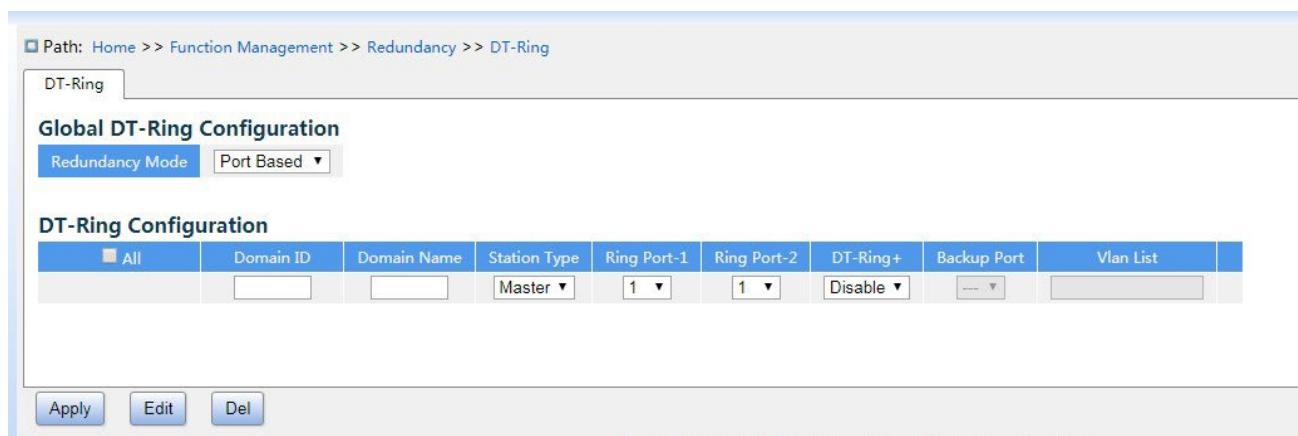 Path: Home >> Function Management >> Redundancy >> DT-Ring
DT-Ring
Global DT-Ring Configuration
Redundancy Mode Port Based
DT-Ring Configuration
All Domain ID Domain Name Station Type Ring Port-1 Ring Port-2 DT-Ring+ Backup Port Vlan List
Master 1 1 Disable ---
Apply Edit Del